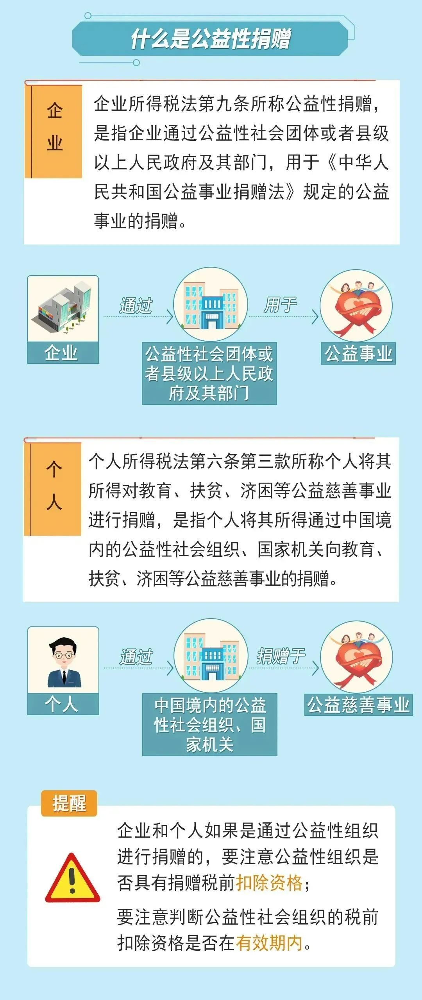 什么是公益性捐赠
企
业
企业所得税法第九条所称公益性捐赠，
是指企业通过公益性社会团体或者县级
以上人民政府及其部门，用于《中华人
民共和国公益事业捐赠法》规定的公益
事业的捐赠。
通过
用于
企业
公益性社会团体或
者县级以上人民政
府及其部门
公益事业
个
人
个人所得税法第六条第三款所称个人将其
所得对教育、扶贫、济困等公益慈善事业
进行捐赠，是指个人将其所得通过中国境
内的公益性社会组织、国家机关向教育、
扶贫、济困等公益慈善事业的捐赠。
通过
捐赠于
个人
中国境内的公益
性社会组织、国
家机关
公益慈善事业
提醒
企业和个人如果是通过公益性组织
进行捐赠的，要注意公益性组织是
否具有捐赠税前扣除资格；
要注意判断公益性社会组织的税前
扣除资格是否在有效期内。